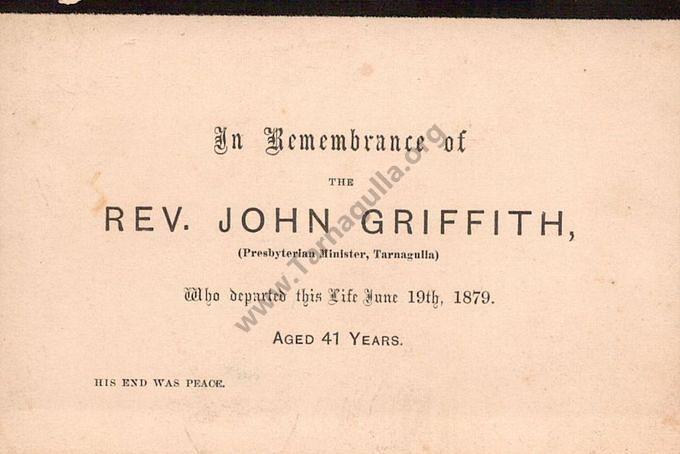 In Remembrance of
THE
REV. JOHN GRIFFITH,
(Presbyterian Minister, Tarnagulla)
Who departed this Life June 19th, 1879.
AGED 41 YEARS.
HIS END WAS PEACE.
www.Tarnagulla.org